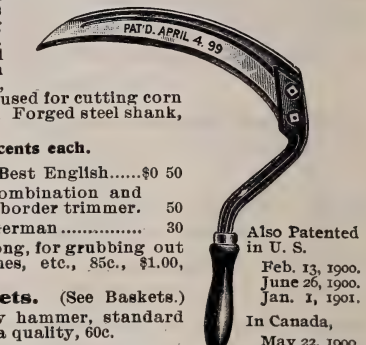 PAT'D. APRIL 4. 99
used for cutting corn
Forged steel shank,
cents each.
Best English......$0 50
ombination and
border trimmer. 50
erman ............... 30
ong, for grubbing out
nes, etc., 85c., $1.00,
ets. (See Baskets.)
y hammer, standard
a quality, 60c.
Also Patented
in U. S.
Feb. 13, 1900.
June 26, 1900.
Jan. 1, 1901.
In Canada,
May 22, 1900